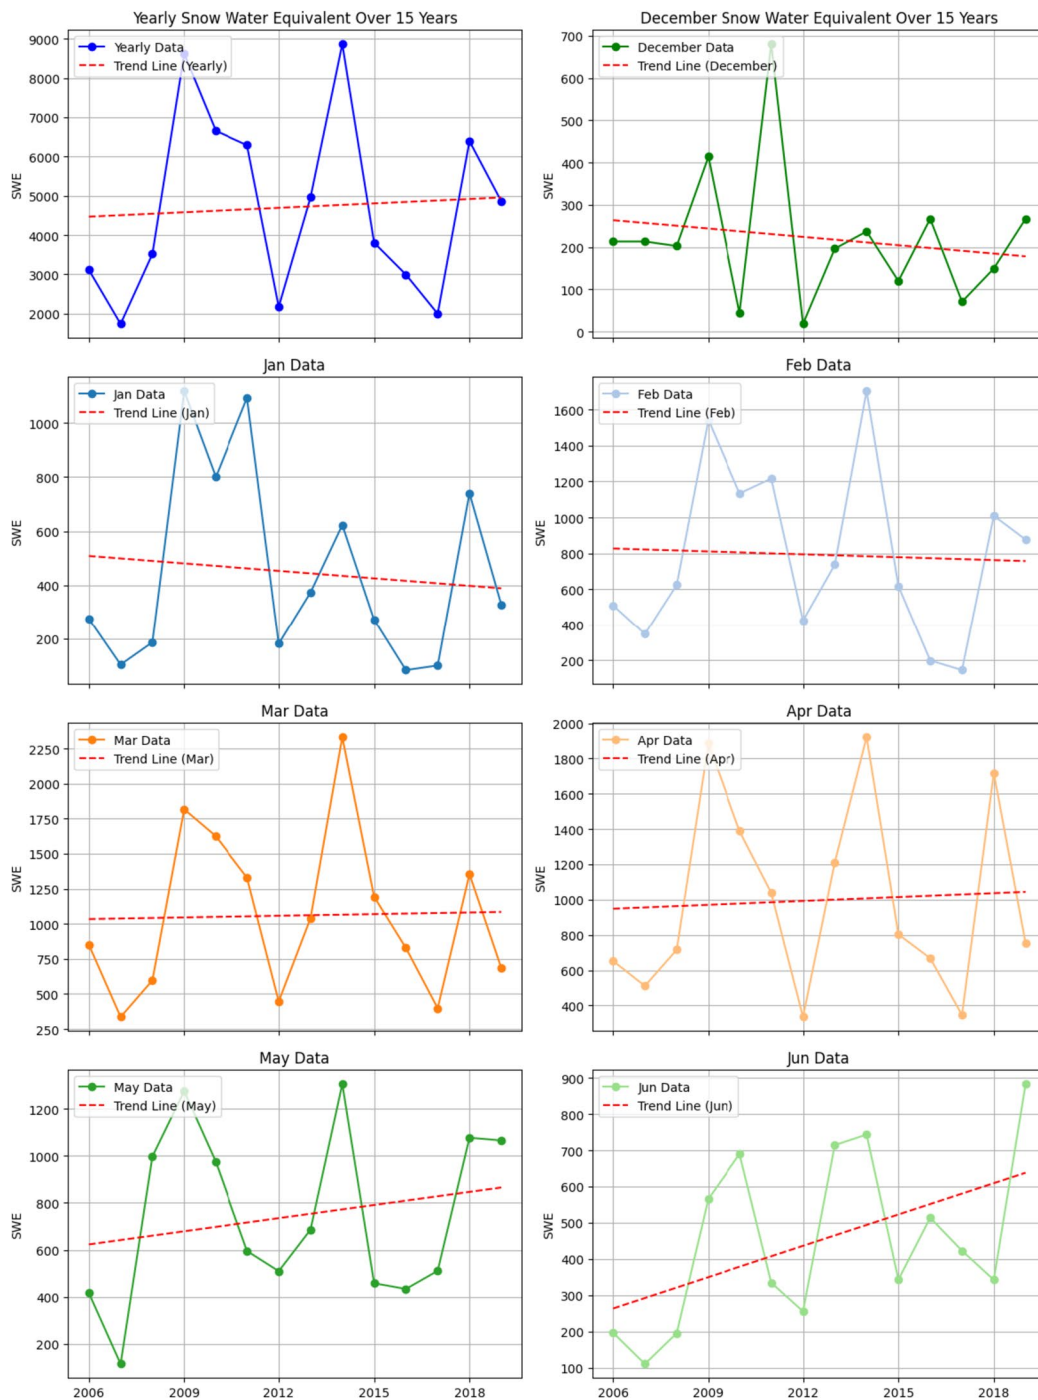 Yearly Snow Water Equivalent Over 15 Years
9000
8000
7000
6000
5000
4000
3000
2000
SWE
Yearly Data
Trend Line (Yearly)
December Snow Water Equivalent Over 15 Years
700
600
500
400
300
200
100
0
SWE
December Data
Trend Line (December)
Jan Data
1000
800
600
400
200
SWE
Jan Data
Trend Line (Jan)
Feb Data
1600
1400
1200
1000
800
600
400
200
SWE
Feb Data
Trend Line (Feb)
Mar Data
2250
2000
1750
1500
1250
1000
750
500
250
SWE
Mar Data
Trend Line (Mar)
Apr Data
2000
1800
1600
1400
1200
1000
800
600
400
SWE
Apr Data
Trend Line (Apr)
May Data
1200
1000
800
600
400
200
SWE
May Data
Trend Line (May)
2006
2009
2012
2015
2018
Jun Data
900
800
700
600
500
400
300
200
100
SWE
Jun Data
Trend Line (Jun)
2006
2009
2012
2015
2018